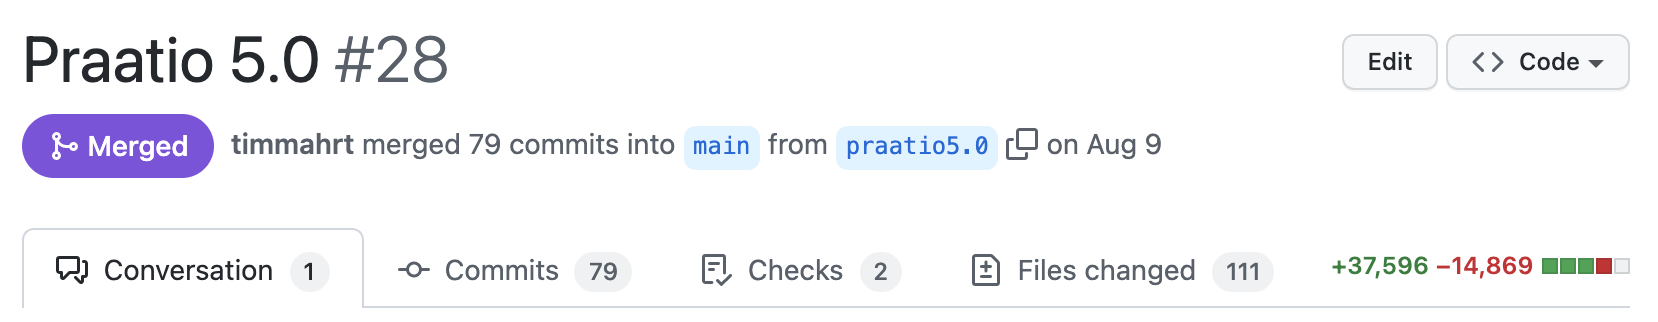 Praatio 5.0 #28
Edit
Code
Merged
timmahrt merged 79 commits into main from praatio5.0 on Aug 9
Conversation 1
Commits 79
Checks 2
Files changed 111
+37,596 −14,869